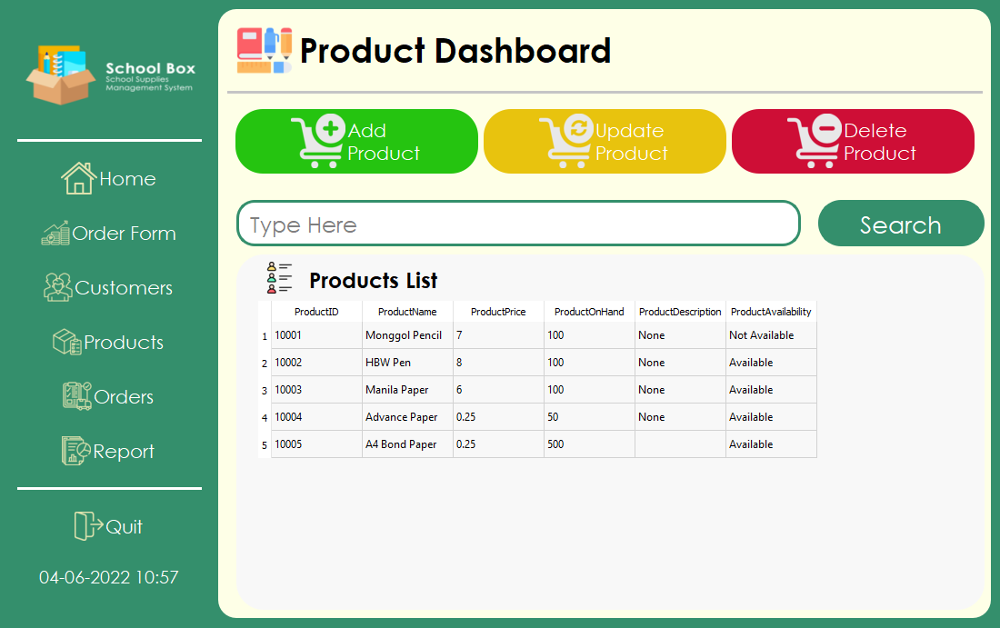 School Box
School Supplies
Management System
Home
Order Form
Customers
Products
Orders
Report
Quit
04-06-2022 10:57
Product Dashboard
Add
Product
Update
Product
Delete
Product
Type Here
Search
Products List
ProductID ProductName ProductPrice ProductOnHand ProductDescription ProductAvailability
1 10001 Monggol Pencil 7 100 None Not Available
2 10002 HBW Pen 8 100 None Available
3 10003 Manila Paper 6 100 None Available
4 10004 Advance Paper 0.25 50 None Available
5 10005 A4 Bond Paper 0.25 500 Available